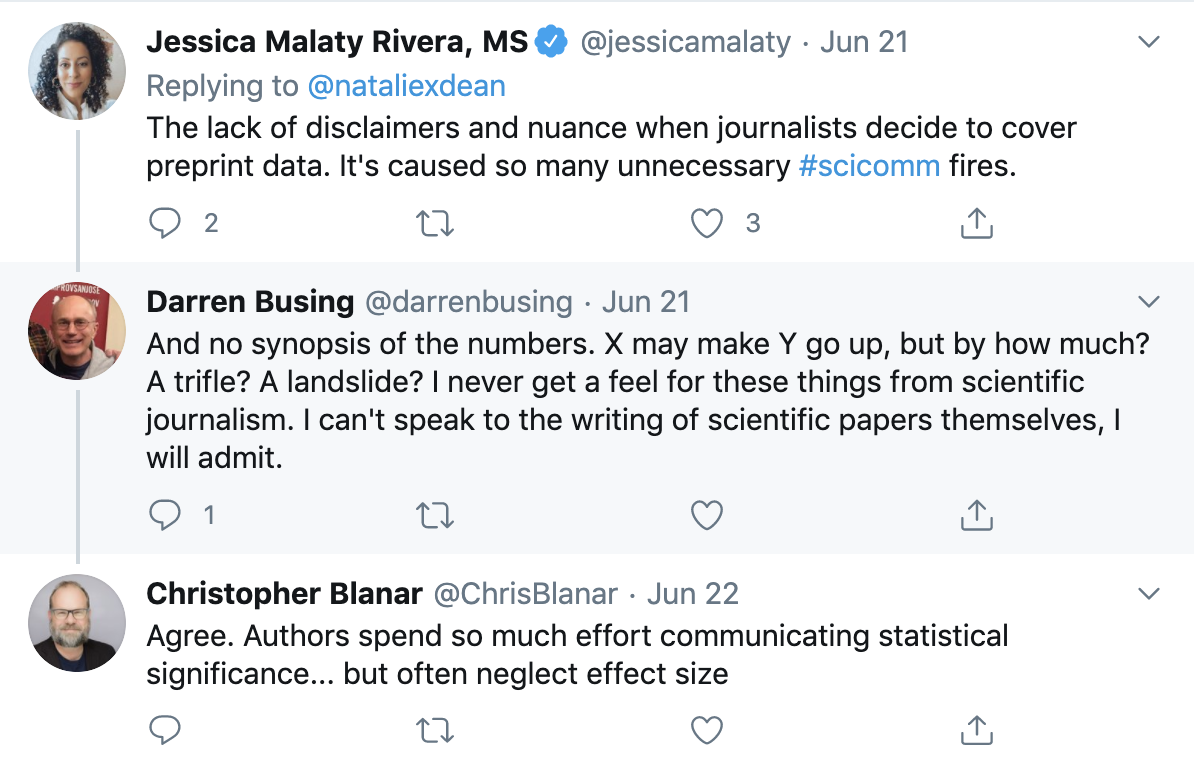 Jessica Malaty Rivera, MS @jessicamalaty · Jun 21
Replying to @nataliexdean
The lack of disclaimers and nuance when journalists decide to cover
preprint data. It's caused so many unnecessary #scicomm fires.
2 3
Darren Busing @darrenbusing · Jun 21
And no synopsis of the numbers. X may make Y go up, but by how much?
A trifle? A landslide? I never get a feel for these things from scientific
journalism. I can't speak to the writing of scientific papers themselves, I
will admit.
1
Christopher Blanar @ChrisBlanar · Jun 22
Agree. Authors spend so much effort communicating statistical
significance... but often neglect effect size